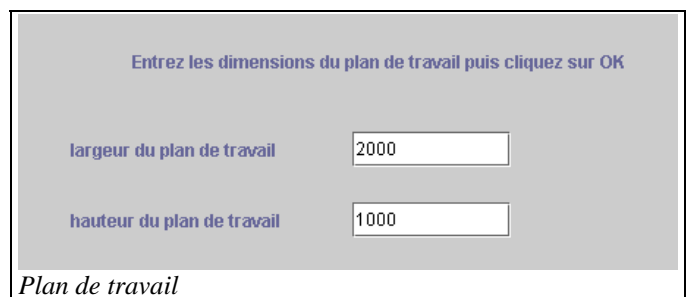 Entrez les dimensions du plan de travail puis cliquez sur OK
largeur du plan de travail 2000
hauteur du plan de travail 1000
Plan de travail